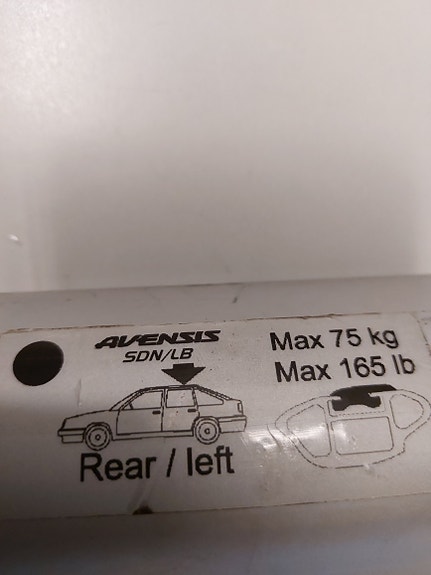 AVENSIS
SDN/LB
Max 75 kg
Max 165 lb
Rear / left